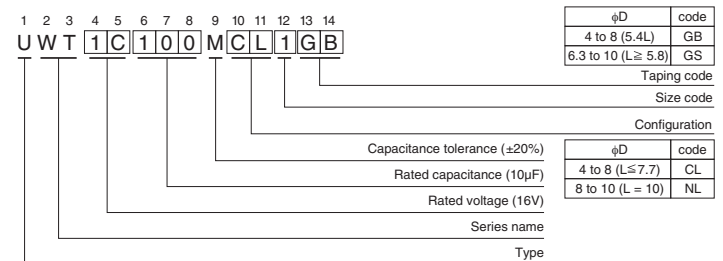 1 2 3 4 5 6 7 8 9 10 11 12 13 14
U W T 1 C 1 0 0 M C L 1 G B
ϕD code
4 to 8 (5.4L) GB
6.3 to 10 (L≧ 5.8) GS
Taping code
Size code
Configuration
ϕD code
4 to 8 (L≦7.7) CL
8 to 10 (L = 10) NL
Capacitance tolerance (±20%)
Rated capacitance (10µF)
Rated voltage (16V)
Series name
Type